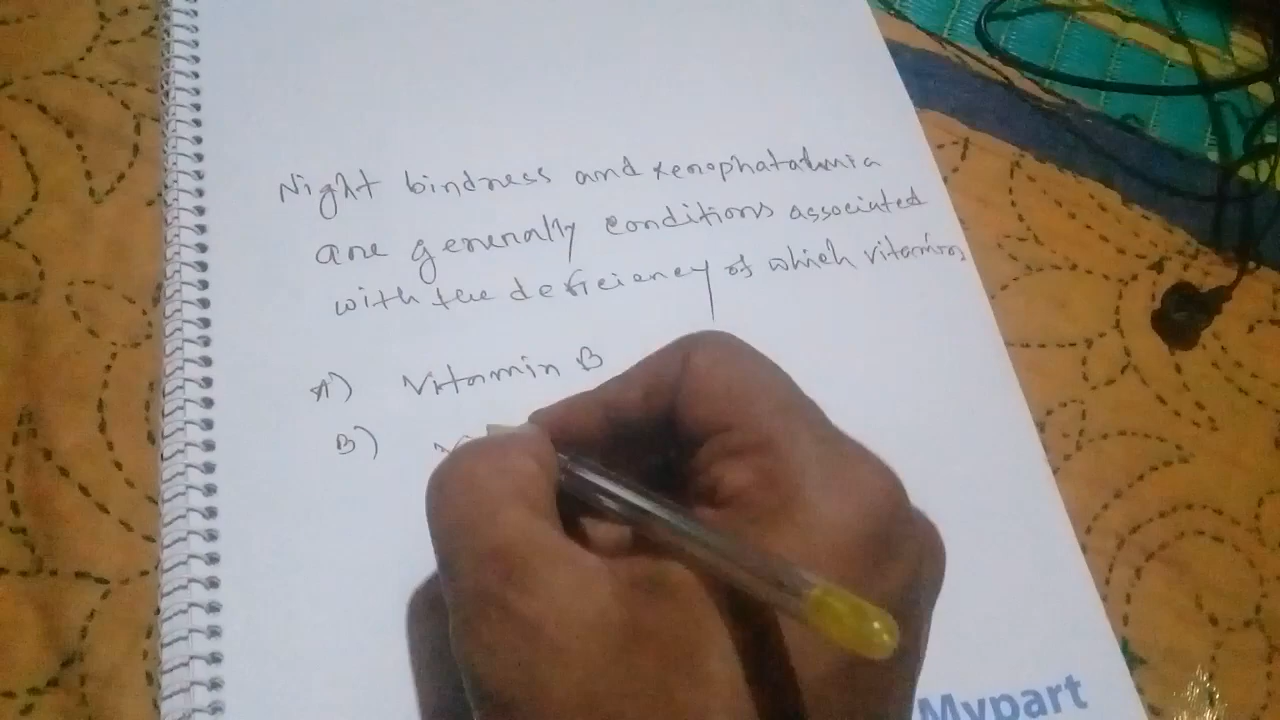 Night bindness and xenophatalmia
are generally conditions associated
with the deficiency of which vitamins
A) Vitamin B
B)
Mypart